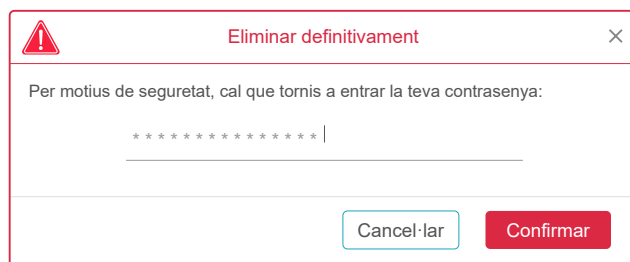 Eliminar definitivament
Per motius de seguretat, cal que tornis a entrar la teva contrasenya:
* * * * * * * * * * * * * * *
Cancel·lar
Confirmar